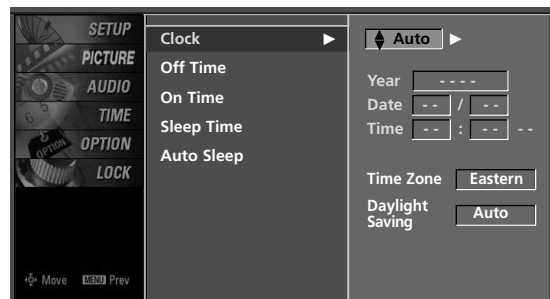 SETUP
PICTURE
AUDIO
TIME
OPTION
LOCK
Move MENU Prev
Clock
Off Time
On Time
Sleep Time
Auto Sleep
Auto
Year - - - -
Date - - / - -
Time - - : - - - -
Time Zone Eastern
Daylight
Saving Auto